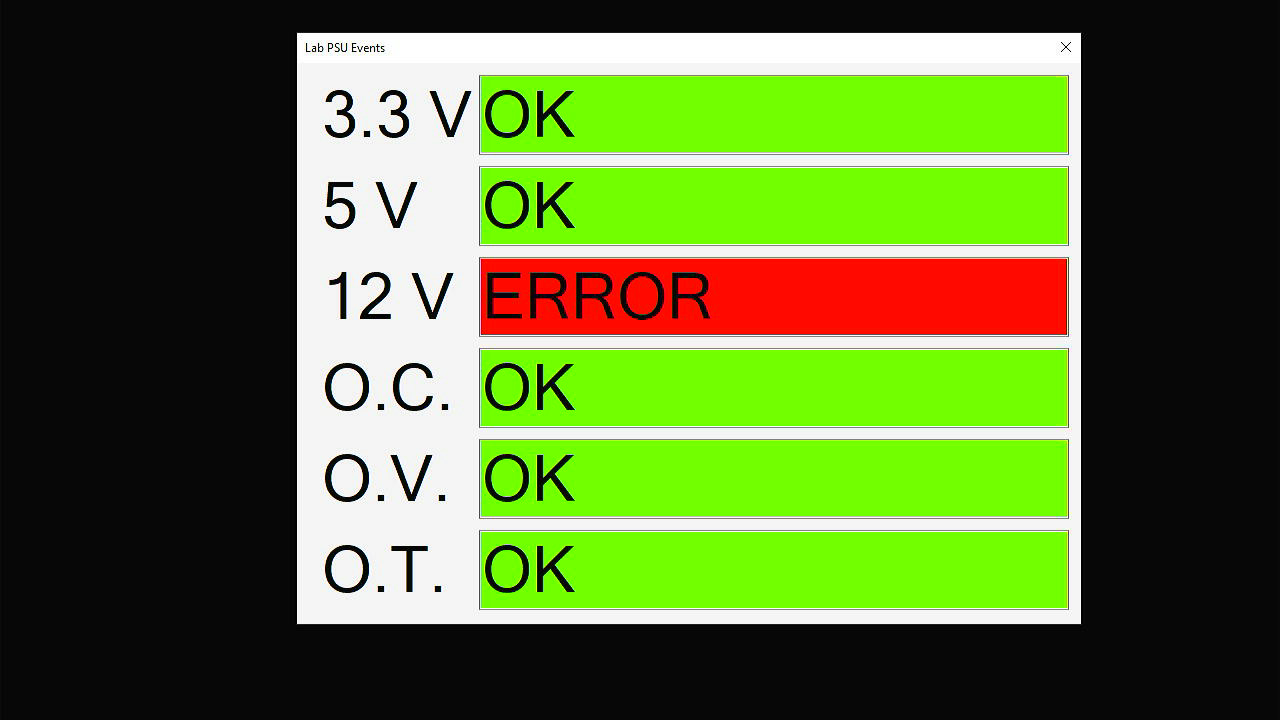 Lab PSU Events
3.3 V OK
5 V OK
12 V ERROR
O.C. OK
O.V. OK
O.T. OK